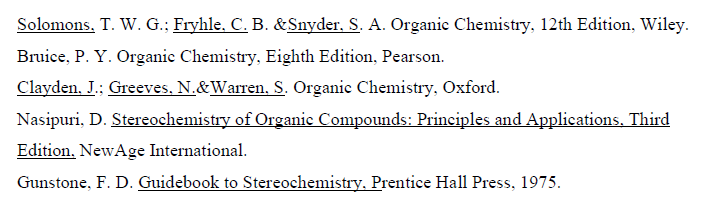 Solomons, T. W. G.; Fryhle, C. B. &Snyder, S. A. Organic Chemistry, 12th Edition, Wiley.
Bruice, P. Y. Organic Chemistry, Eighth Edition, Pearson.
Clayden, J.; Greeves, N.&Warren, S. Organic Chemistry, Oxford.
Nasipuri, D. Stereochemistry of Organic Compounds: Principles and Applications, Third
Edition, NewAge International.
Gunstone, F. D. Guidebook to Stereochemistry, Prentice Hall Press, 1975.